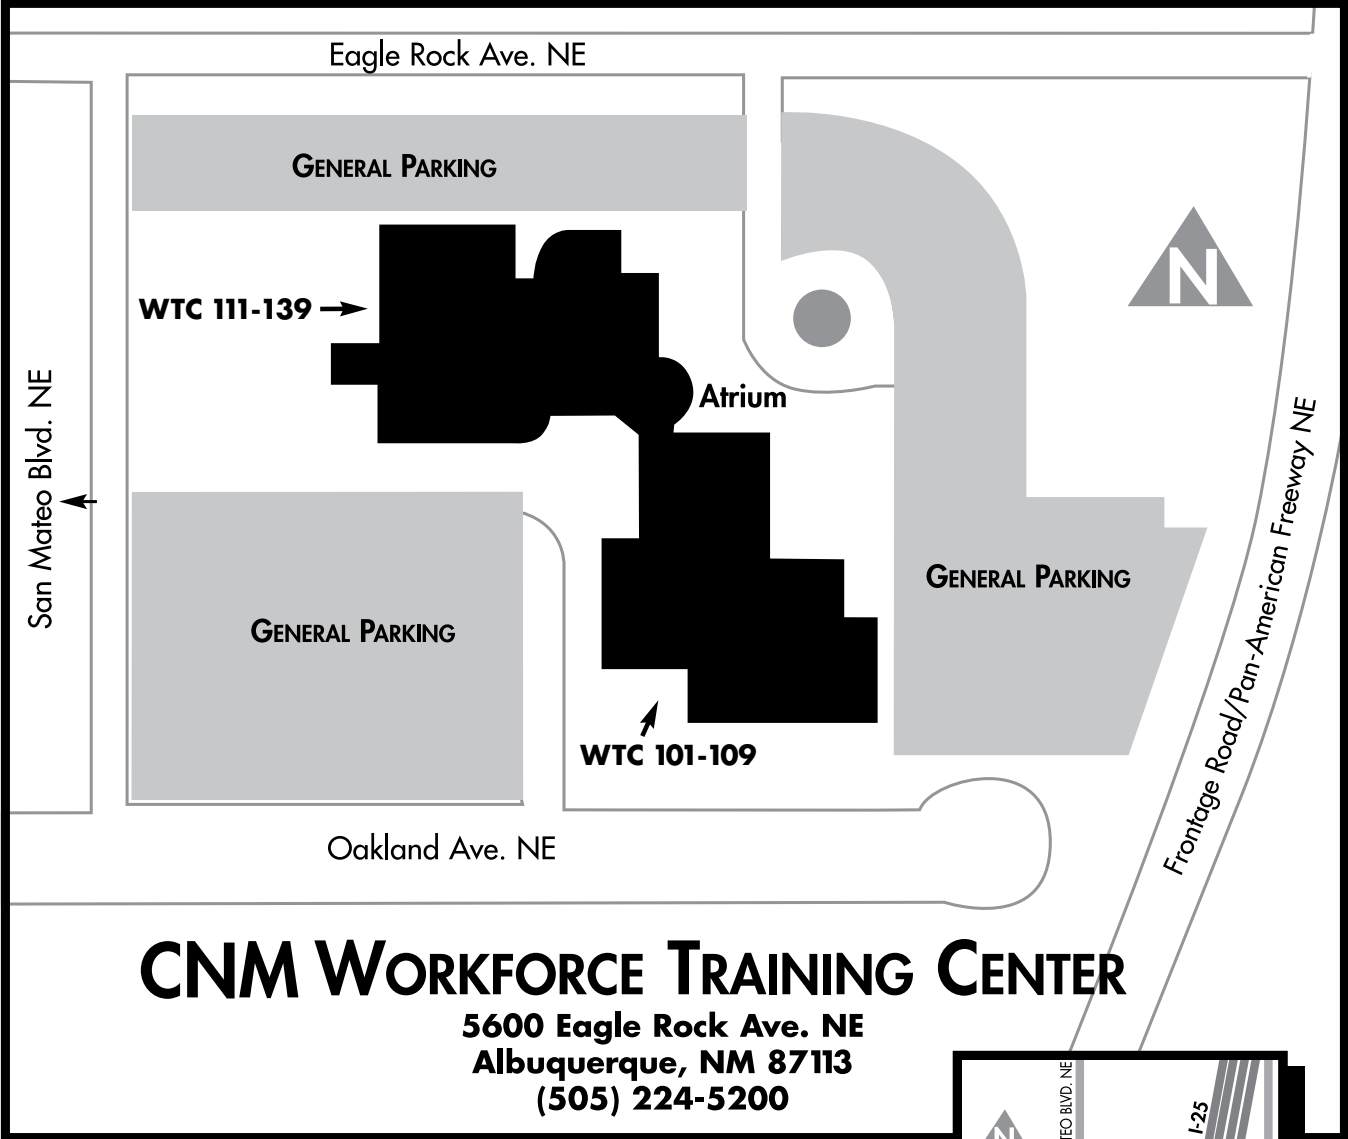 Eagle Rock Ave. NE
GENERAL PARKING
N
WTC 111-139
Atrium
San Mateo Blvd. NE
Frontage Road/Pan-American Freeway NE
GENERAL PARKING
GENERAL PARKING
WTC 101-109
Oakland Ave. NE
CNM WORKFORCE TRAINING CENTER
5600 Eagle Rock Ave. NE
Albuquerque, NM 87113
(505) 224-5200
BLVD. NE
I-25
N